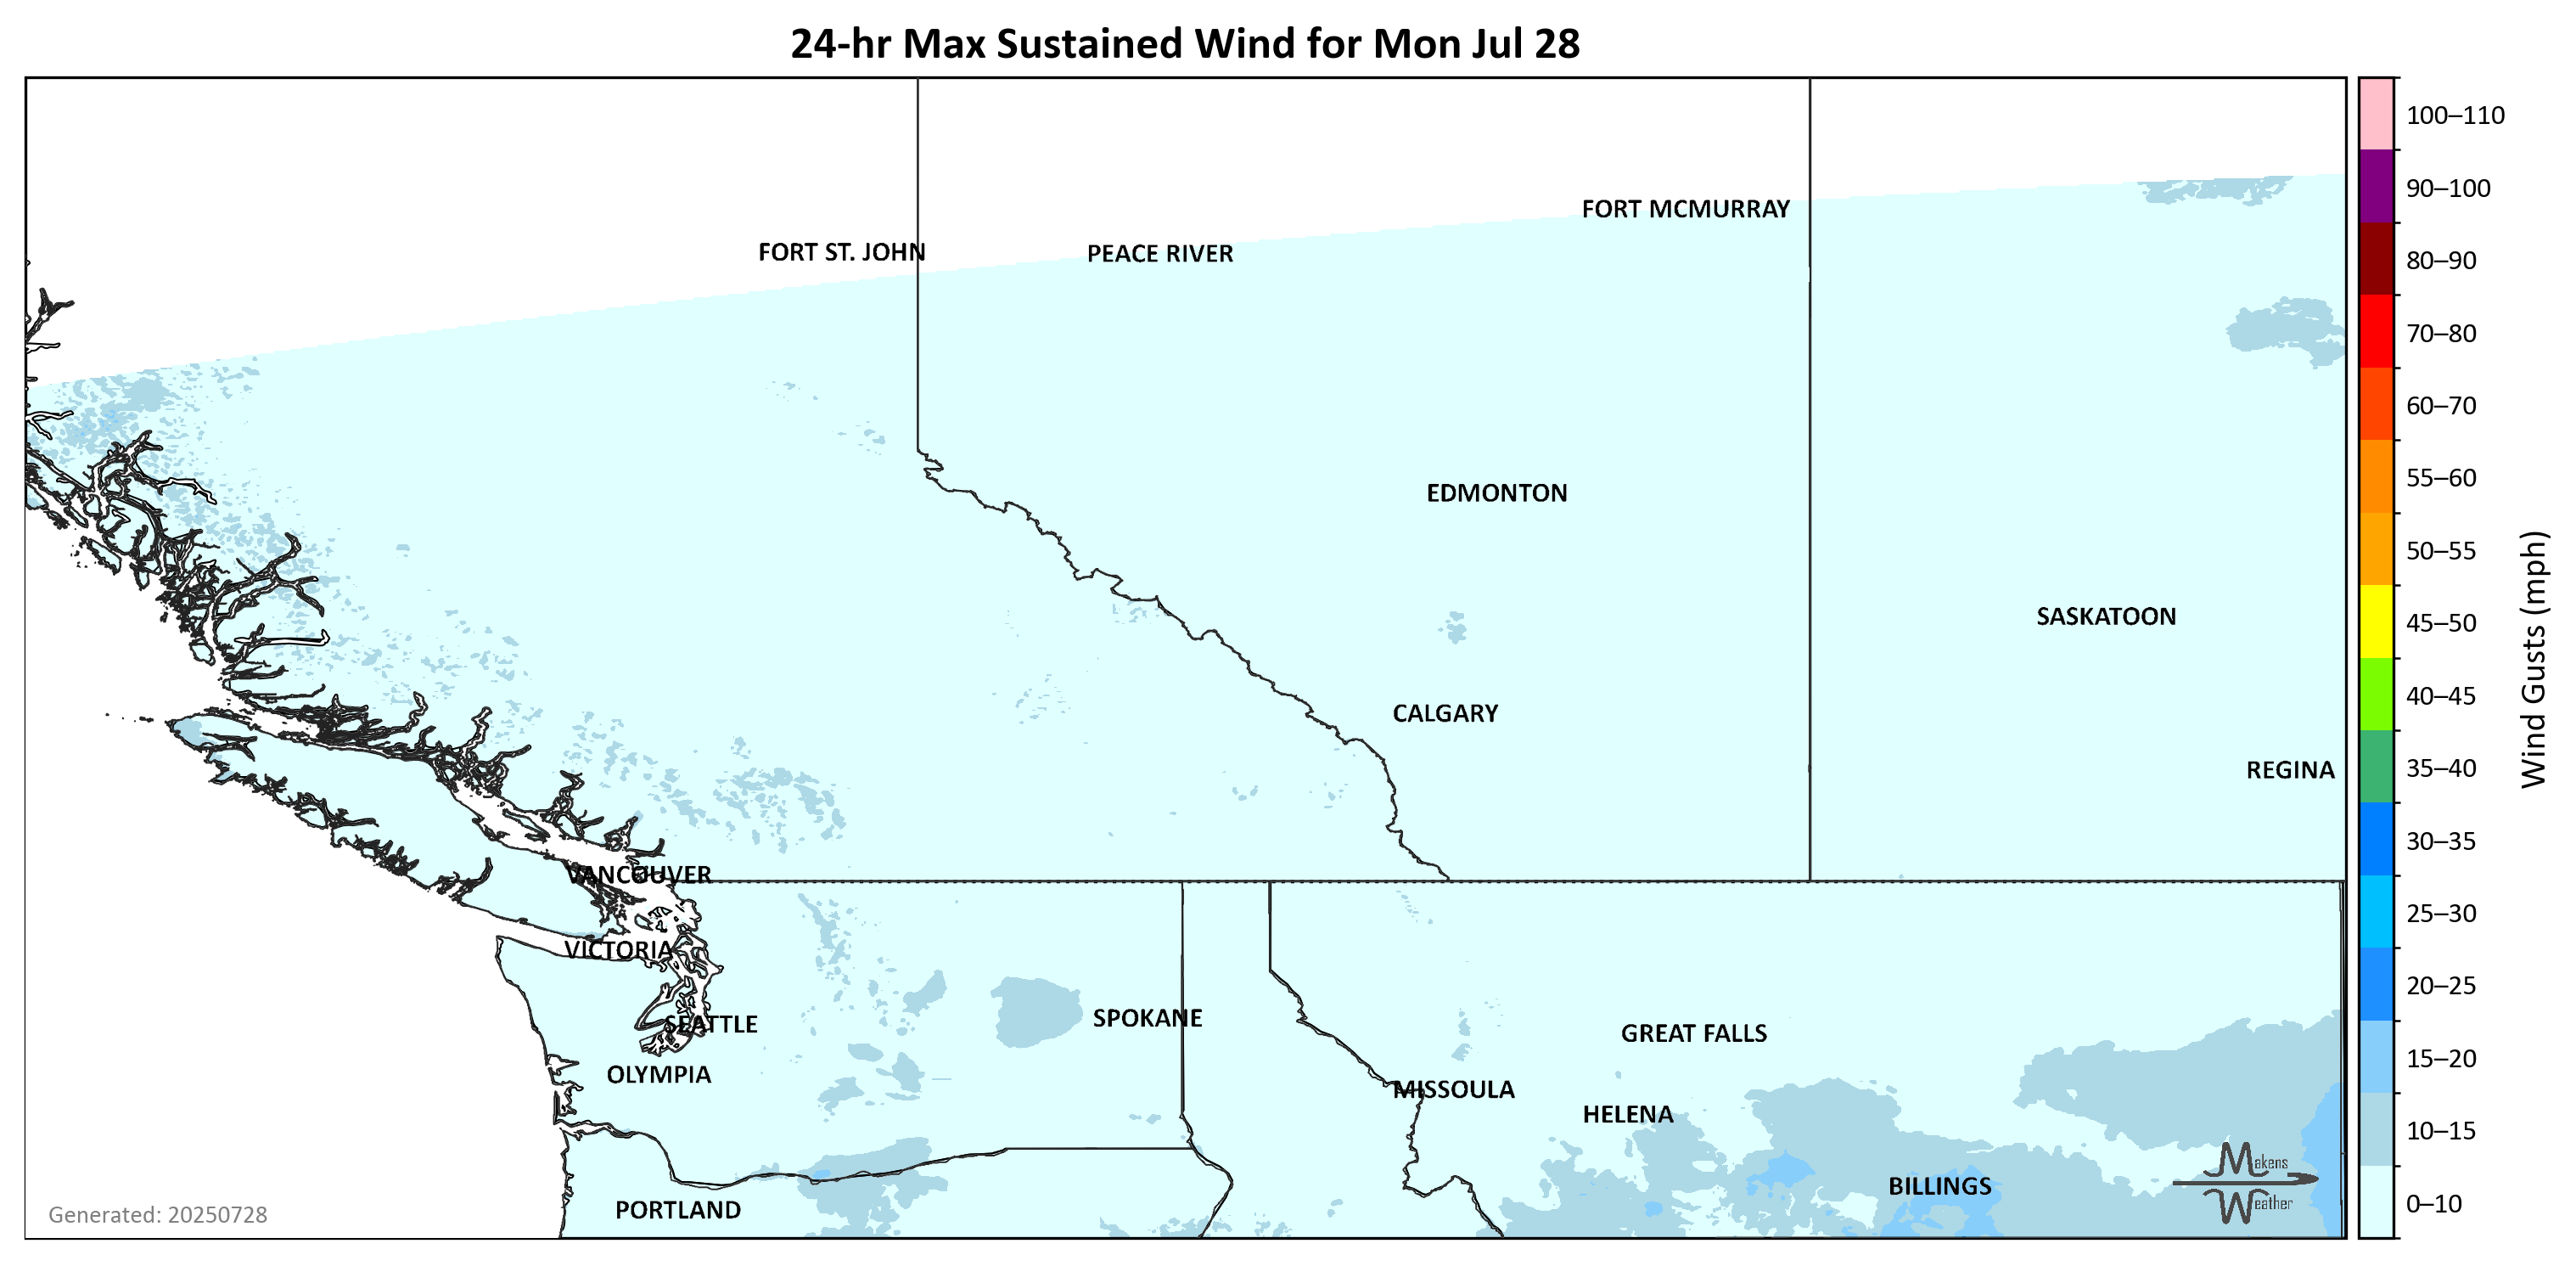 24-hr Max Sustained Wind for Mon Jul 28
FORT MCMURRAY
FORT ST. JOHN
PEACE RIVER
EDMONTON
SASKATOON
CALGARY
REGINA
VANCOUVER
VICTORIA
SPOKANE
SEATTLE
GREAT FALLS
OLYMPIA
MISSOULA
HELENA
BILLINGS
PORTLAND
Makens
Weather
Generated: 20250728
100–110
90–100
80–90
70–80
60–70
55–60
50–55
45–50
40–45
35–40
30–35
25–30
20–25
15–20
10–15
0–10
Wind Gusts (mph)